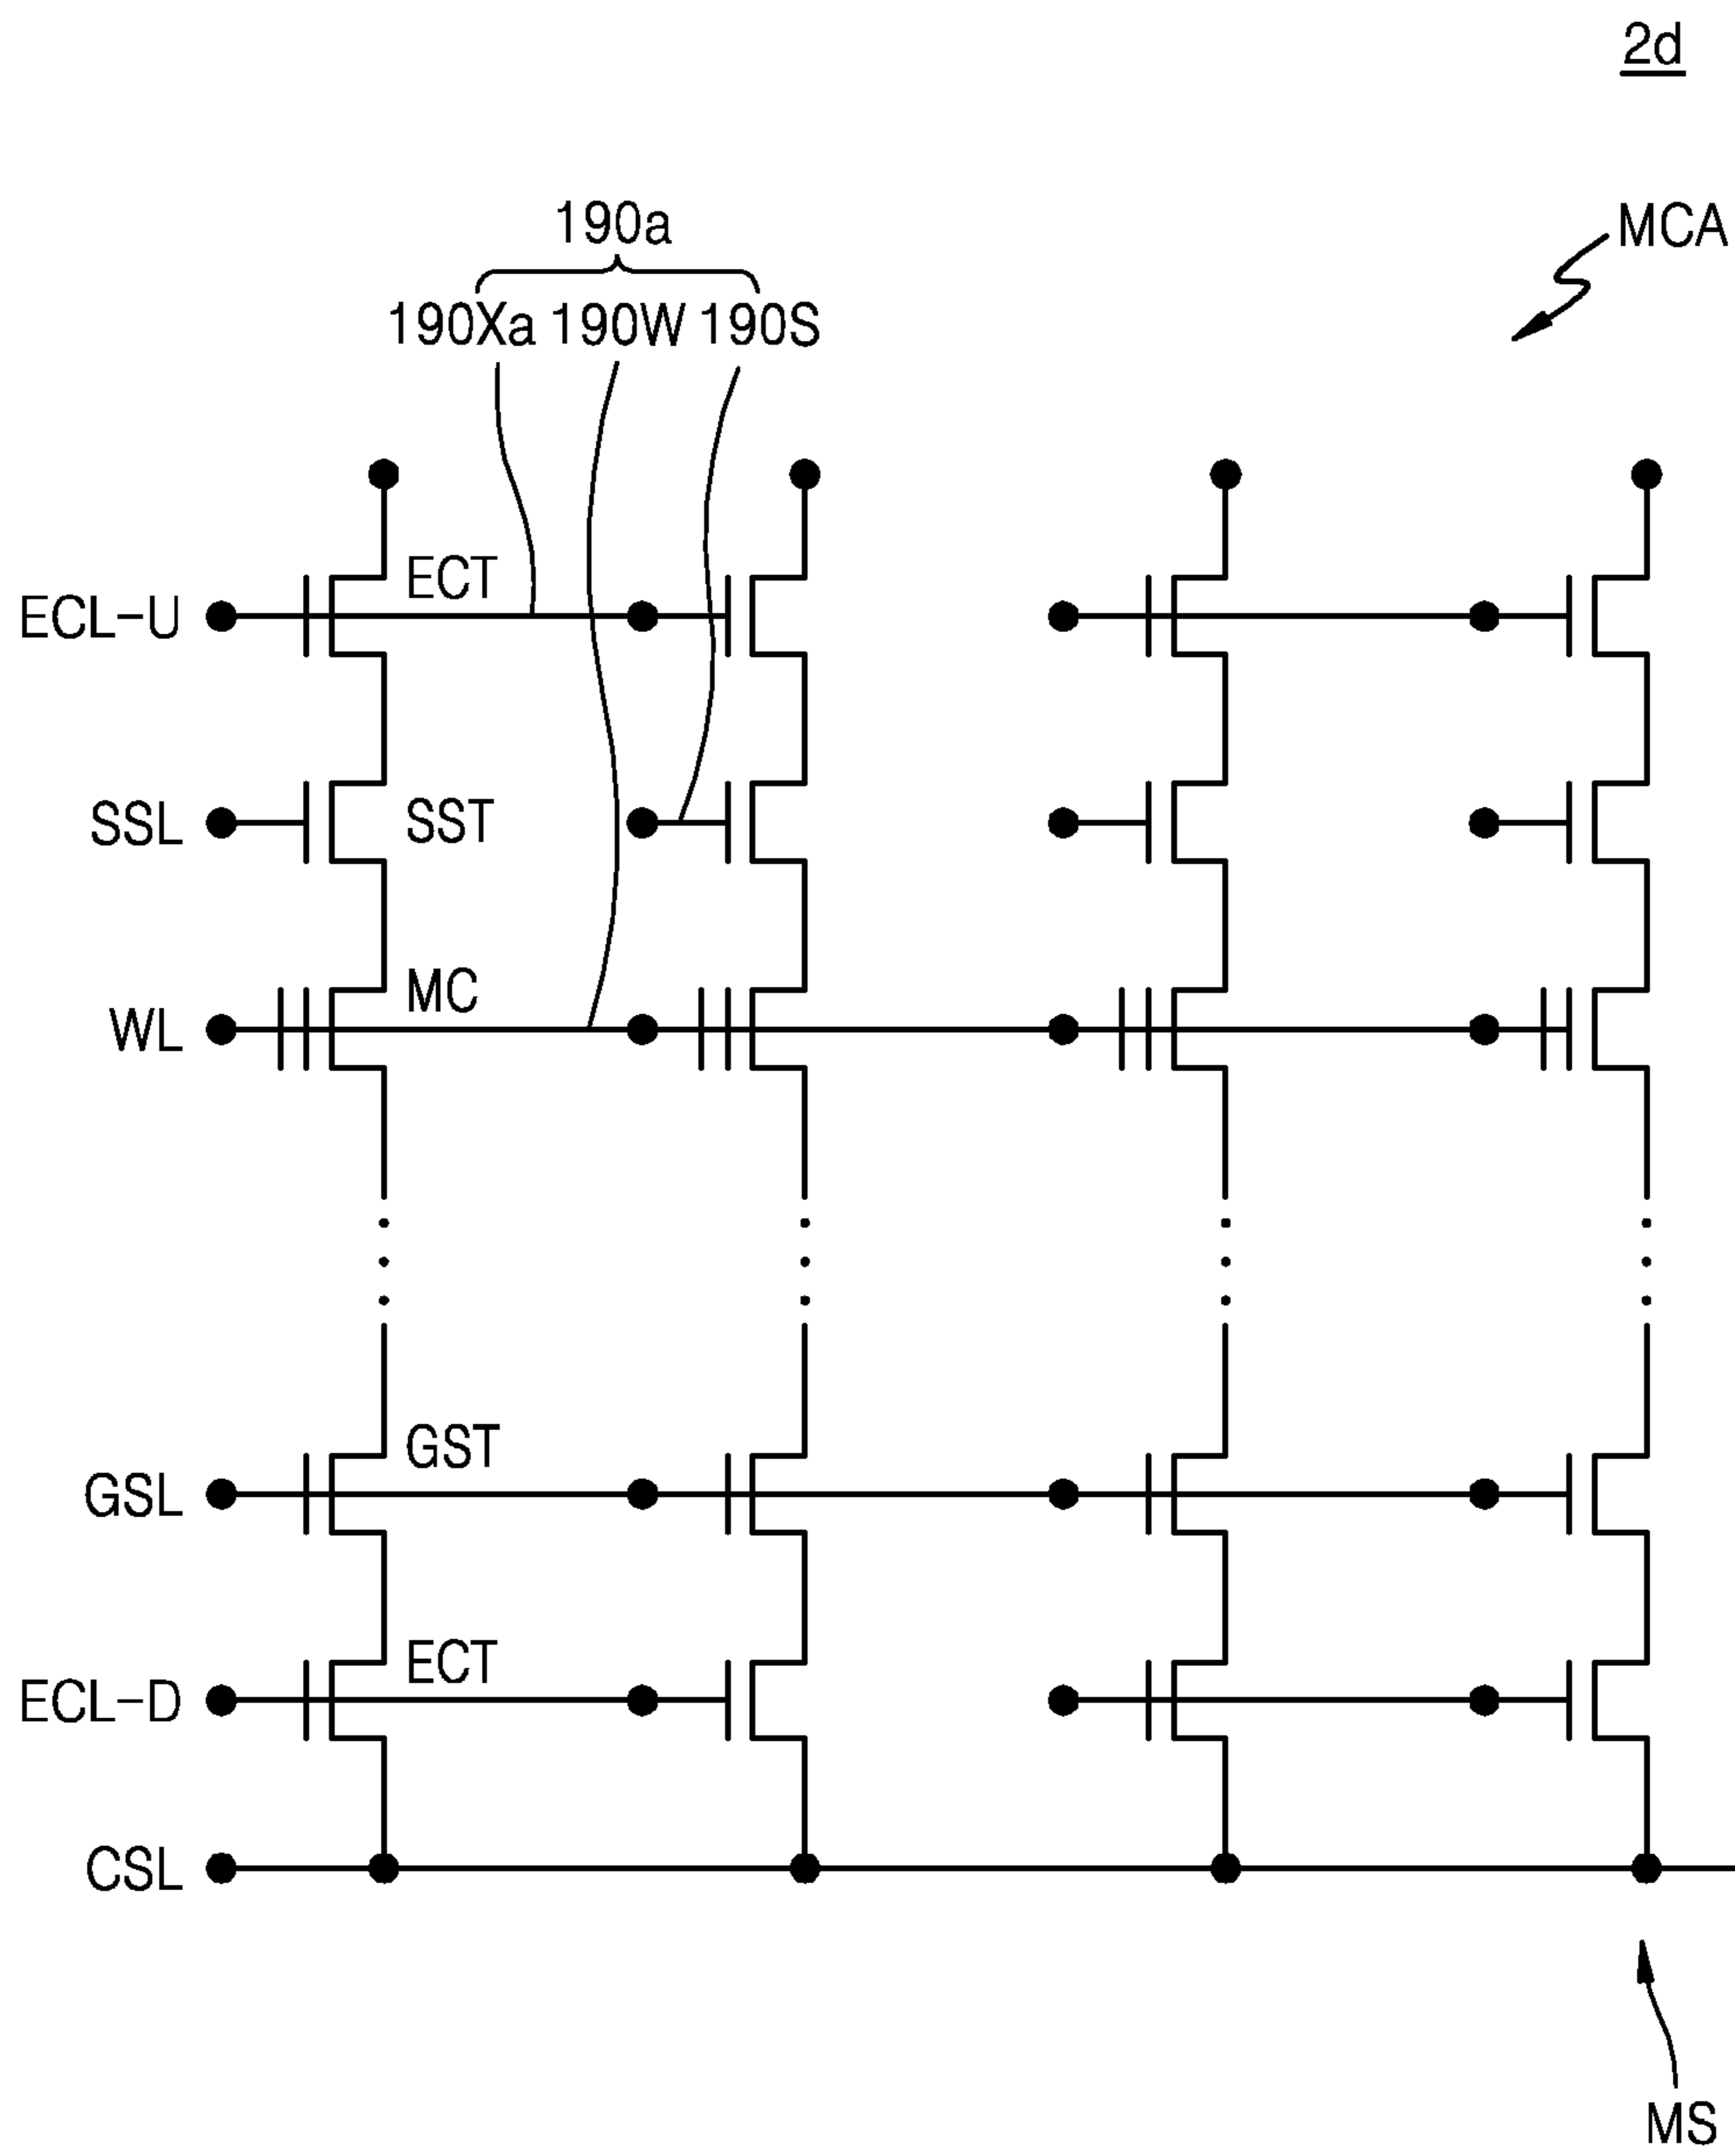 2d
MCA
190a
190Xa 190W 190S
ECT
ECL-U
SSL
SST
MC
WL
GST
GSL
ECT
ECL-D
CSL
MS